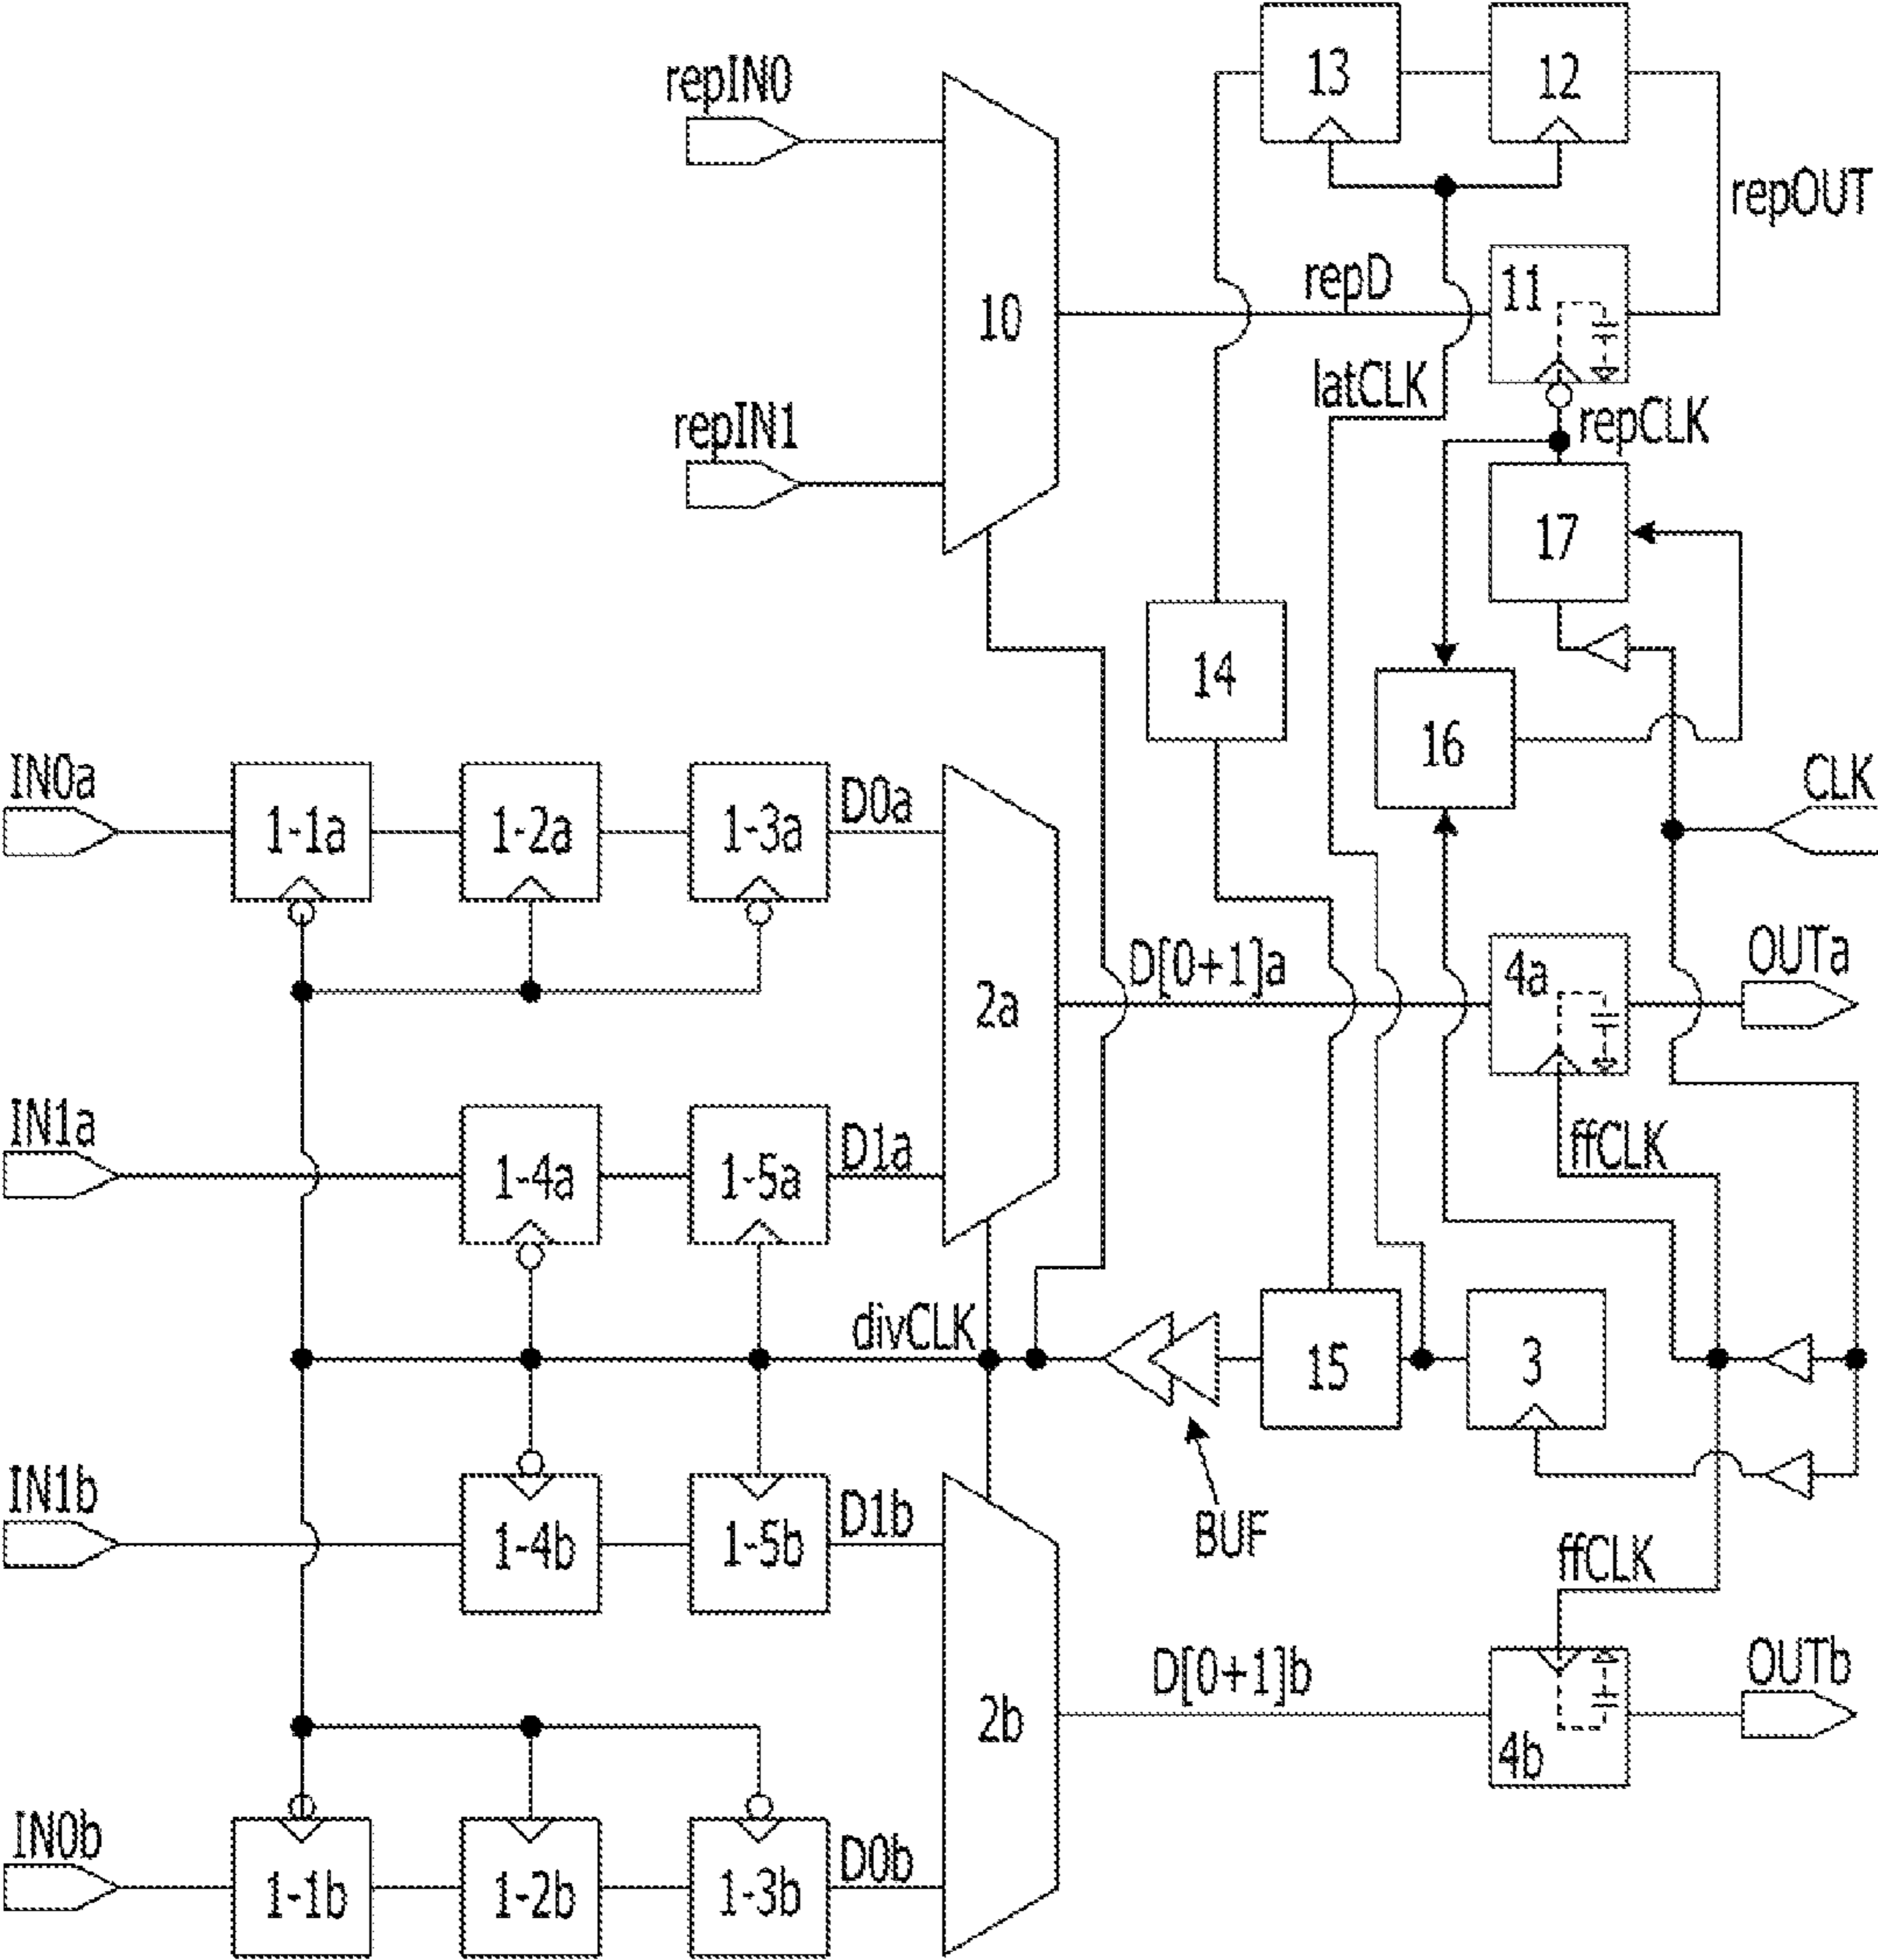 13
12
repIN0
repOUT
repD
11
10
latCLK
repIN1
repCLK
17
14
16
IN0a
CLK
1-1a
1-2a
1-3a
D0a
D[0+1]a
4a
OUTa
2a
IN1a
1-4a
1-5a
D1a
ffCLK
divCLK
15
3
IN1b
1-4b
1-5b
D1b
BUF
ffCLK
D[0+1]b
OUTb
2b
4b
IN0b
1-1b
1-2b
1-3b
D0b